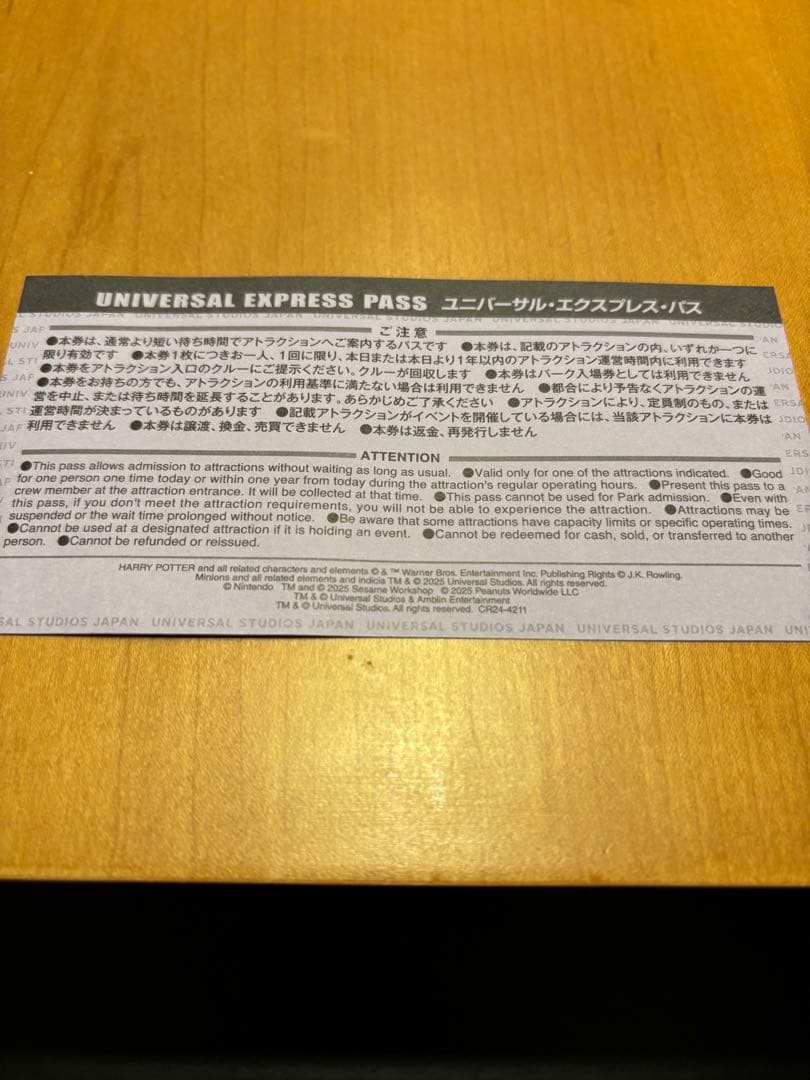 UNIVERSAL EXPRESS PASS ユニバーサル・エクスプレス・パス
ご注意
●本券は、通常より短い待ち時間でアトラクションへご案内するパスです ●本券は、記載のアトラクションの内、いずれか一つに
限り有効です ●本券1枚につきお一人、1回に限り、本日または本日より1年以内のアトラクション運営時間内に利用できます
●本券をアトラクション入口のクルーにご提示ください。クルーが回収します ●本券はパーク入場券としては利用できません
●本券をお持ちの方でも、アトラクションの利用基準に満たない場合は利用できません ●都合により予告なくアトラクションの運
営を中止、または待ち時間を延長することがあります。あらかじめご了承ください ●アトラクションにより、定員制のもの、または
運営時間が決まっているものがあります ●記載アトラクションがイベントを開催している場合には、当該アトラクションに本券は
利用できません ●本券は譲渡、換金、売買できません ●本券は返金、再発行しません
ATTENTION
●This pass allows admission to attractions without waiting as long as usual. ●Valid only for one of the attractions indicated. ●Good
for one person one time today or within one year from today during the attraction's regular operating hours. ●Present this pass to a
crew member at the attraction entrance. It will be collected at that time. ●This pass cannot be used for Park admission. ●Even with
this pass, if you don't meet the attraction requirements, you will not be able to experience the attraction. ●Attractions may be
suspended or the wait time prolonged without notice. ●Be aware that some attractions have capacity limits or specific operating times.
●Cannot be used at a designated attraction if it is holding an event. ●Cannot be redeemed for cash, sold, or transferred to another
person. ●Cannot be refunded or reissued.
HARRY POTTER and all related characters and elements © & ™ Warner Bros. Entertainment Inc. Publishing Rights © J.K. Rowling.
Minions and all related elements and indicia TM & © 2025 Universal Studios. All rights reserved.
© Nintendo TM and © 2025 Sesame Workshop © 2025 Peanuts Worldwide LLC
TM & © Universal Studios & Amblin Entertainment
TM & © Universal Studios. All rights reserved. CR24-4211
SAL STUDIOS JAPAN UNIVERSAL STUDIOS JAPAN UNIVERSAL STUDIOS JAPAN UNIVERSAL STUDIOS JAPAN UNIVERS